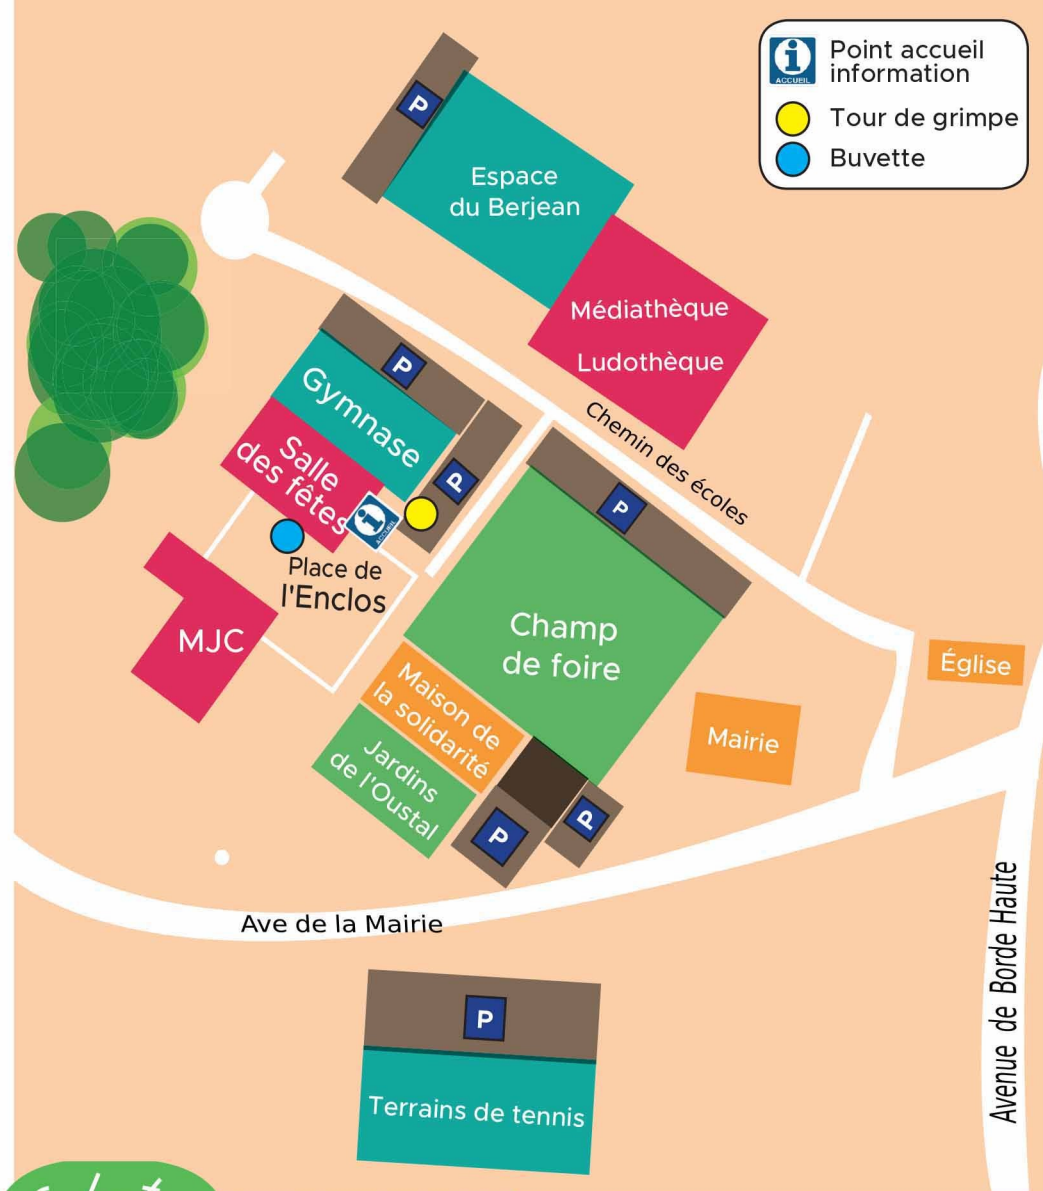 i
ACCUEIL
Point accueil
information
Tour de grimpe
Buvette
P
Espace
du Berjean
Médiathèque
Ludothèque
P
Gymnase
Chemin des écoles
Salle
des fêtes
P
P
i
ACCUEIL
Place de
l'Enclos
MJC
Champ
de foire
Maison de
la solidarité
Église
Mairie
Jardins
de l'Oustal
P
P
Ave de la Mairie
Avenue de Borde Haute
P
Terrains de tennis